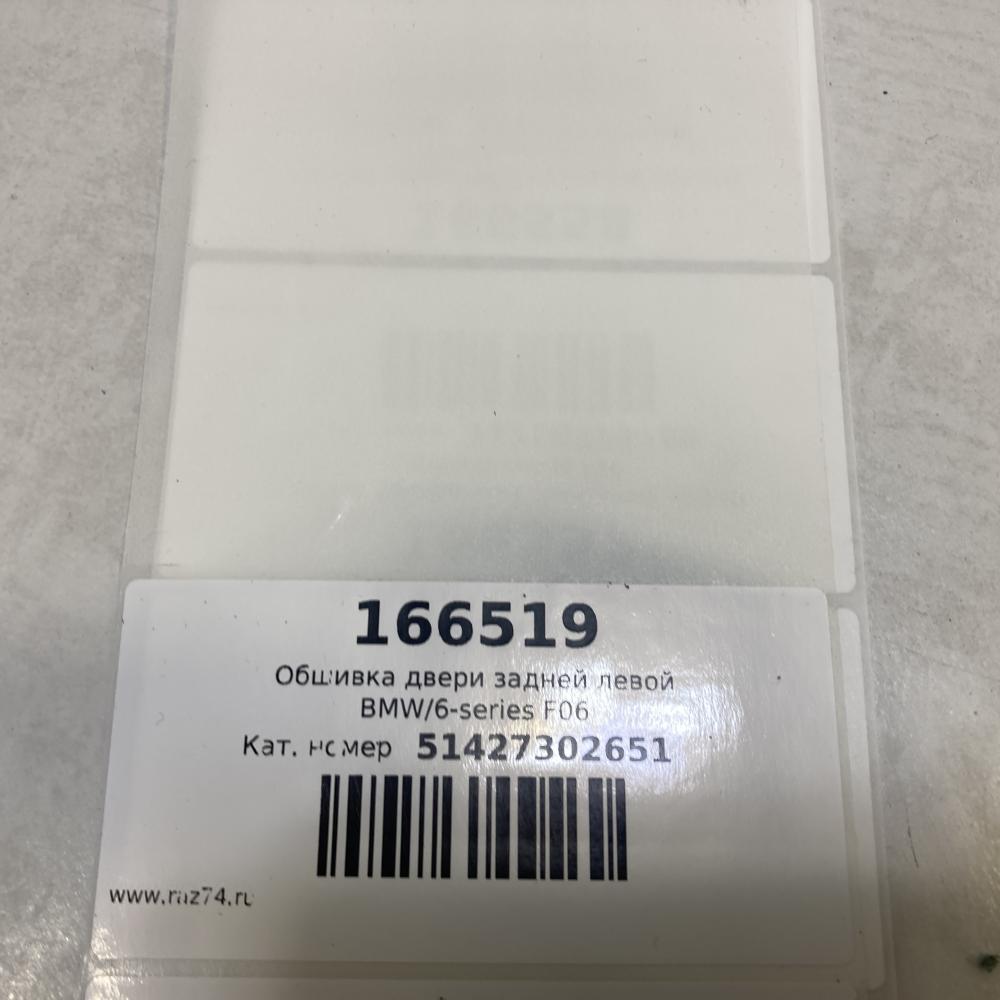 166519
Обшивка двери задней левой
BMW/6-series F06
Кат. номер 51427302651
www.raz74.ru